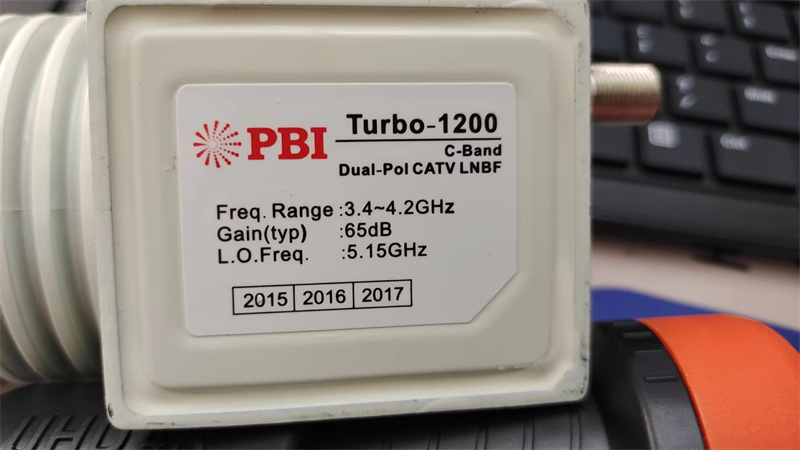 PBI
Turbo-1200
C-Band
Dual-Pol CATV LNBF
Freq. Range :3.4~4.2GHz
Gain(typ) :65dB
L.O.Freq. :5.15GHz
2015 2016 2017